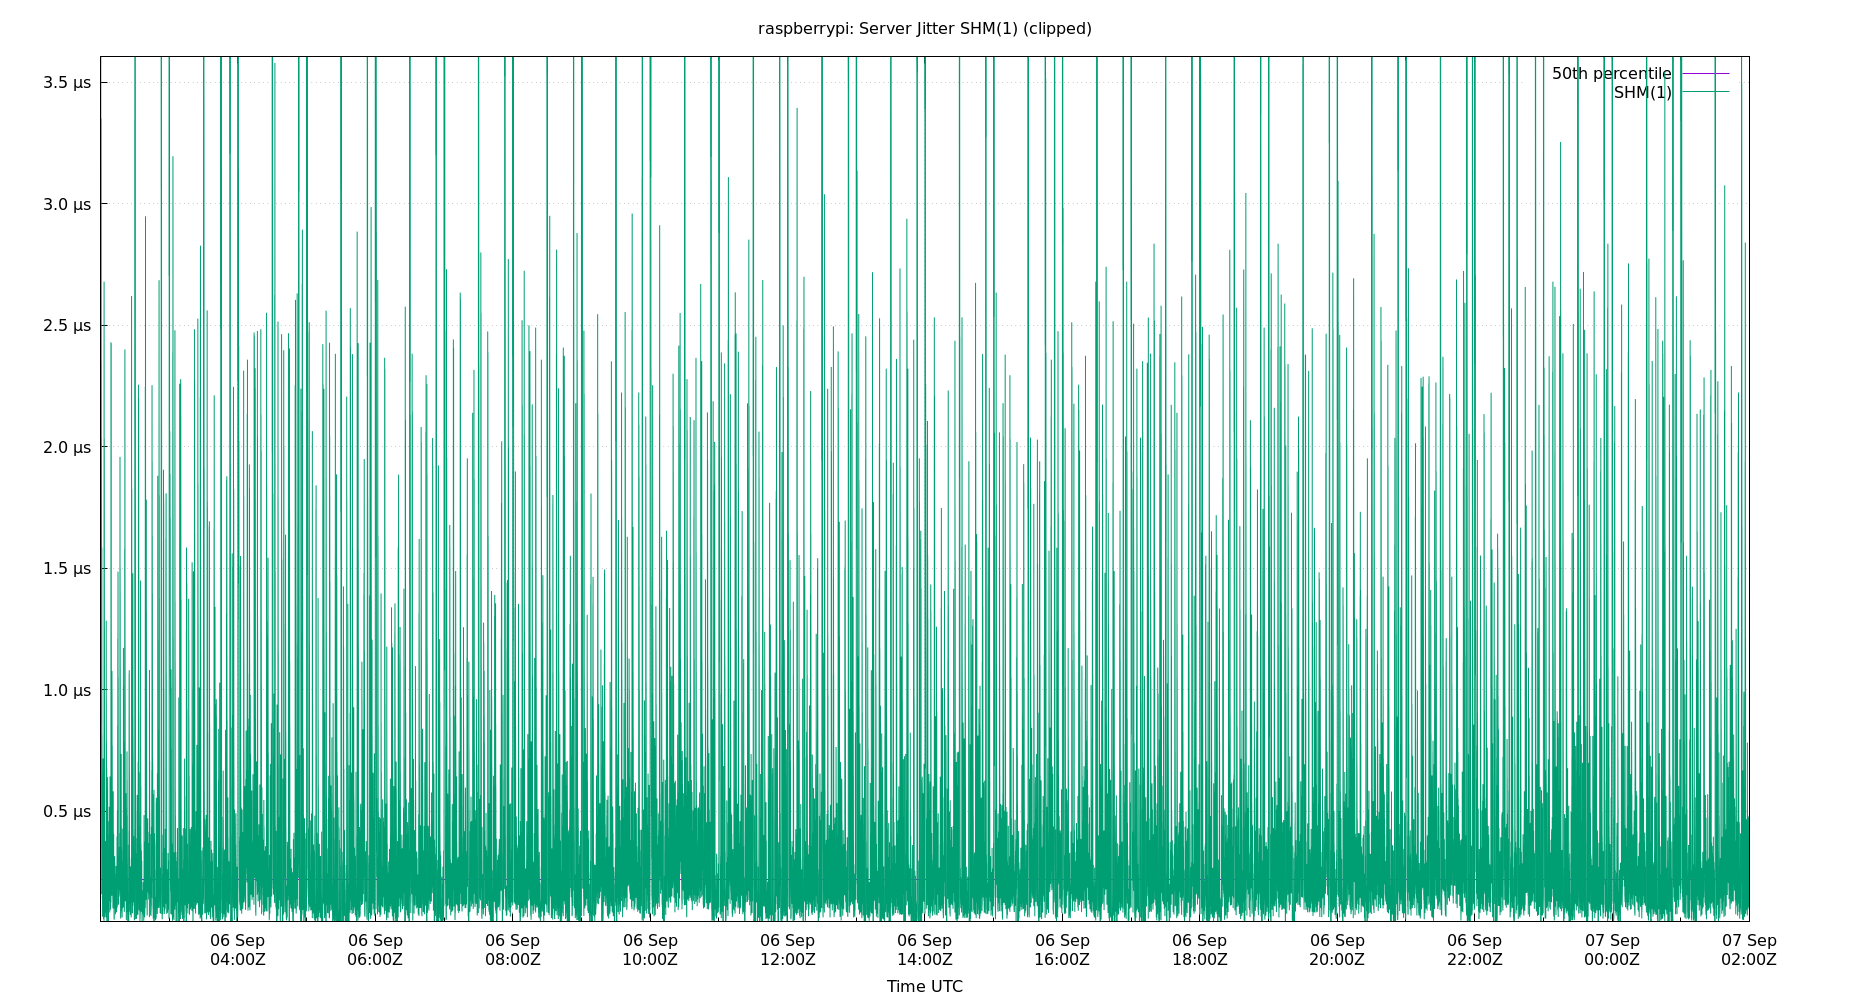 raspberrypi: Server Jitter SHM(1) (clipped)
3.5 µs
3.0 µs
2.5 µs
2.0 µs
1.5 µs
1.0 µs
0.5 µs
50th percentile
SHM(1)
06 Sep
04:00Z
06 Sep
06:00Z
06 Sep
08:00Z
06 Sep
10:00Z
06 Sep
12:00Z
06 Sep
14:00Z
06 Sep
16:00Z
06 Sep
18:00Z
06 Sep
20:00Z
06 Sep
22:00Z
07 Sep
00:00Z
07 Sep
02:00Z
Time UTC